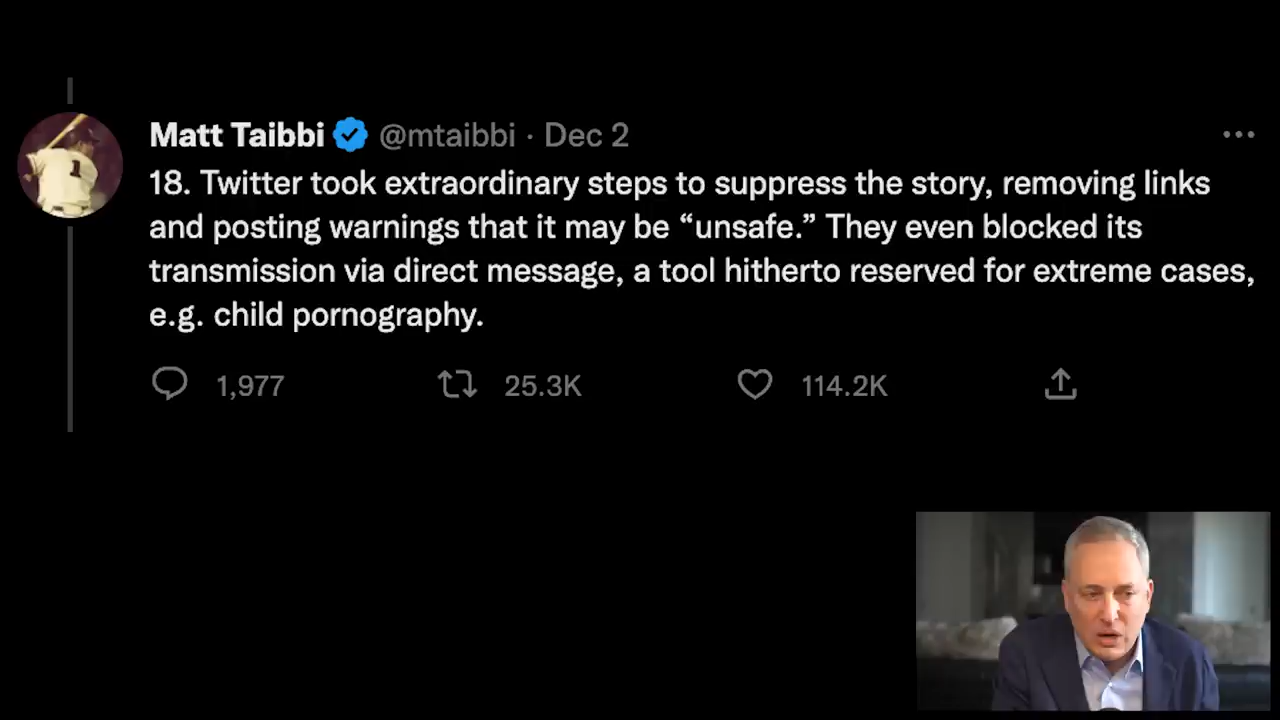 Matt Taibbi @mtaibbi · Dec 2
18. Twitter took extraordinary steps to suppress the story, removing links
and posting warnings that it may be “unsafe.” They even blocked its
transmission via direct message, a tool hitherto reserved for extreme cases,
e.g. child pornography.
1,977 25.3K 114.2K
1